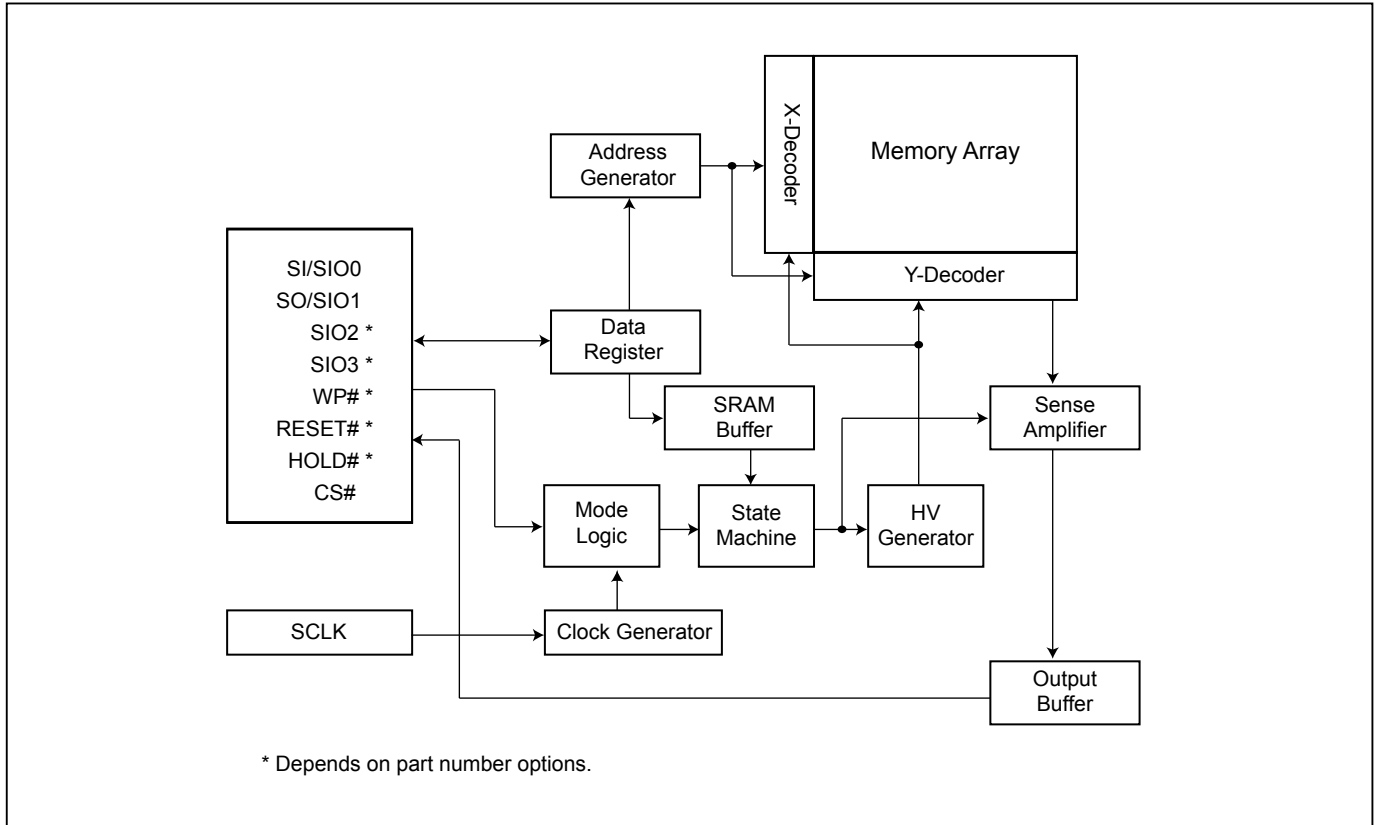 X-Decoder
Memory Array
Address
Generator
Y-Decoder
SI/SIO0
SO/SIO1
SIO2 *
SIO3 *
WP# *
RESET# *
HOLD# *
CS#
Data
Register
SRAM
Buffer
Sense
Amplifier
Mode
Logic
State
Machine
HV
Generator
SCLK
Clock Generator
Output
Buffer
* Depends on part number options.